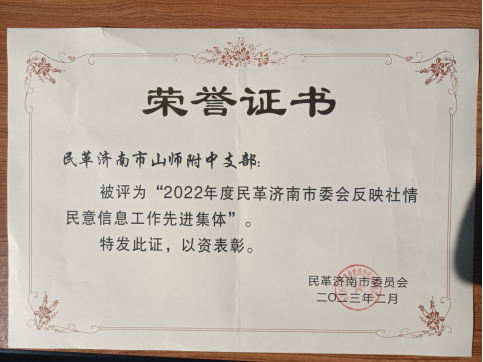 荣誉证书
民革济南市山师附中支部：
被评为“2022年度民革济南市委会反映社情
民意信息工作先进集体”。
特发此证，以资表彰。
民革济南市委员会
二〇二三年二月